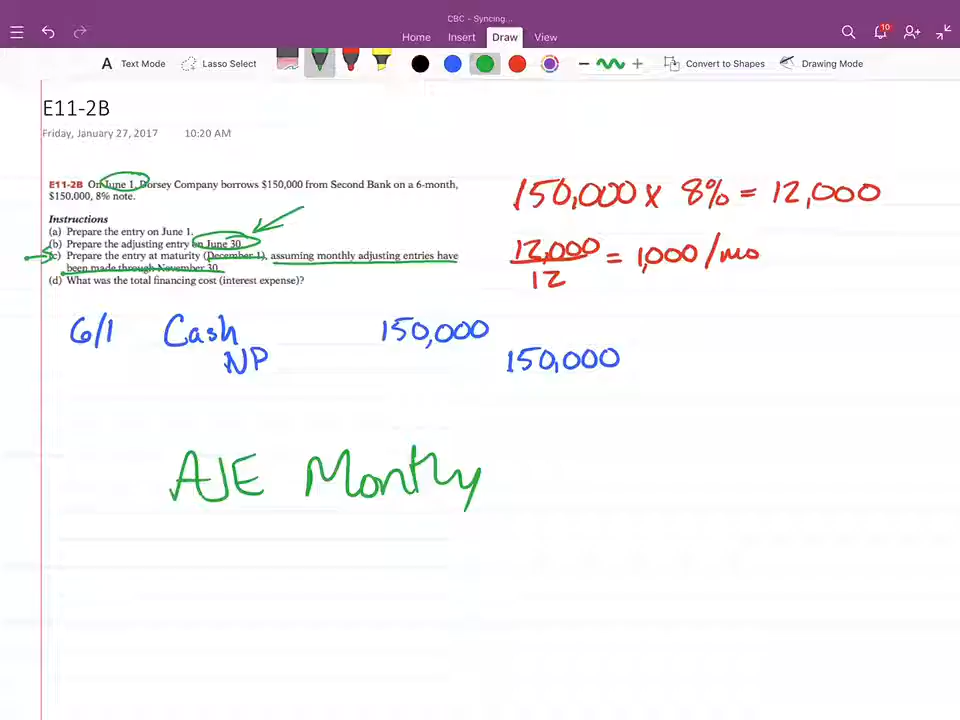 CBC - Syncing...
Home Insert Draw View
10
A Text Mode Lasso Select Convert to Shapes Drawing Mode
E11-2B
Friday, January 27, 2017 10:20 AM
E11-2B On June 1, Dorsey Company borrows $150,000 from Second Bank on a 6-month,
$150,000, 8% note.
Instructions
(a) Prepare the entry on June 1.
(b) Prepare the adjusting entry on June 30.
(c) Prepare the entry at maturity (December 1), assuming monthly adjusting entries have
been made through November 30.
(d) What was the total financing cost (interest expense)?
150,000 x 8% = 12,000
12,000
12
= 1,000/mo
6/1 Cash 150,000
NP 150,000
AJE Monthly